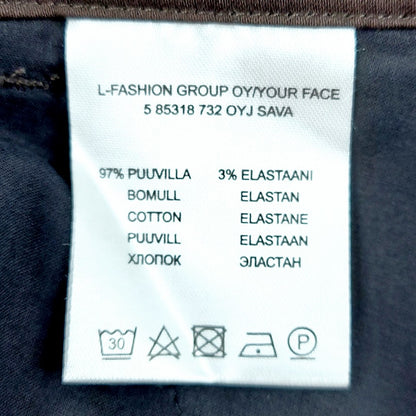 L-FASHION GROUP OY/YOUR FACE
5 85318 732 OYJ SAVA
97% PUUVILLA 3% ELASTAANI
BOMULL ELASTAN
COTTON ELASTANE
PUUVILL ELASTAAN
ХЛОПОК ЭЛАСТАН
30 P